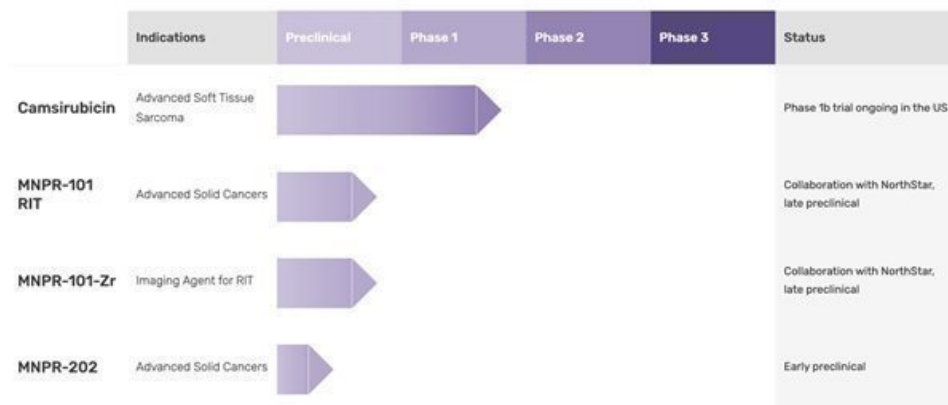 Indications Preclinical Phase 1 Phase 2 Phase 3 Status
Camsirubicin
Advanced Soft Tissue
Sarcoma
Phase 1b trial ongoing in the US
MNPR-101
RIT
Advanced Solid Cancers
Collaboration with NorthStar,
late preclinical
MNPR-101-Zr
Imaging Agent for RIT
Collaboration with NorthStar,
late preclinical
MNPR-202
Advanced Solid Cancers
Early preclinical